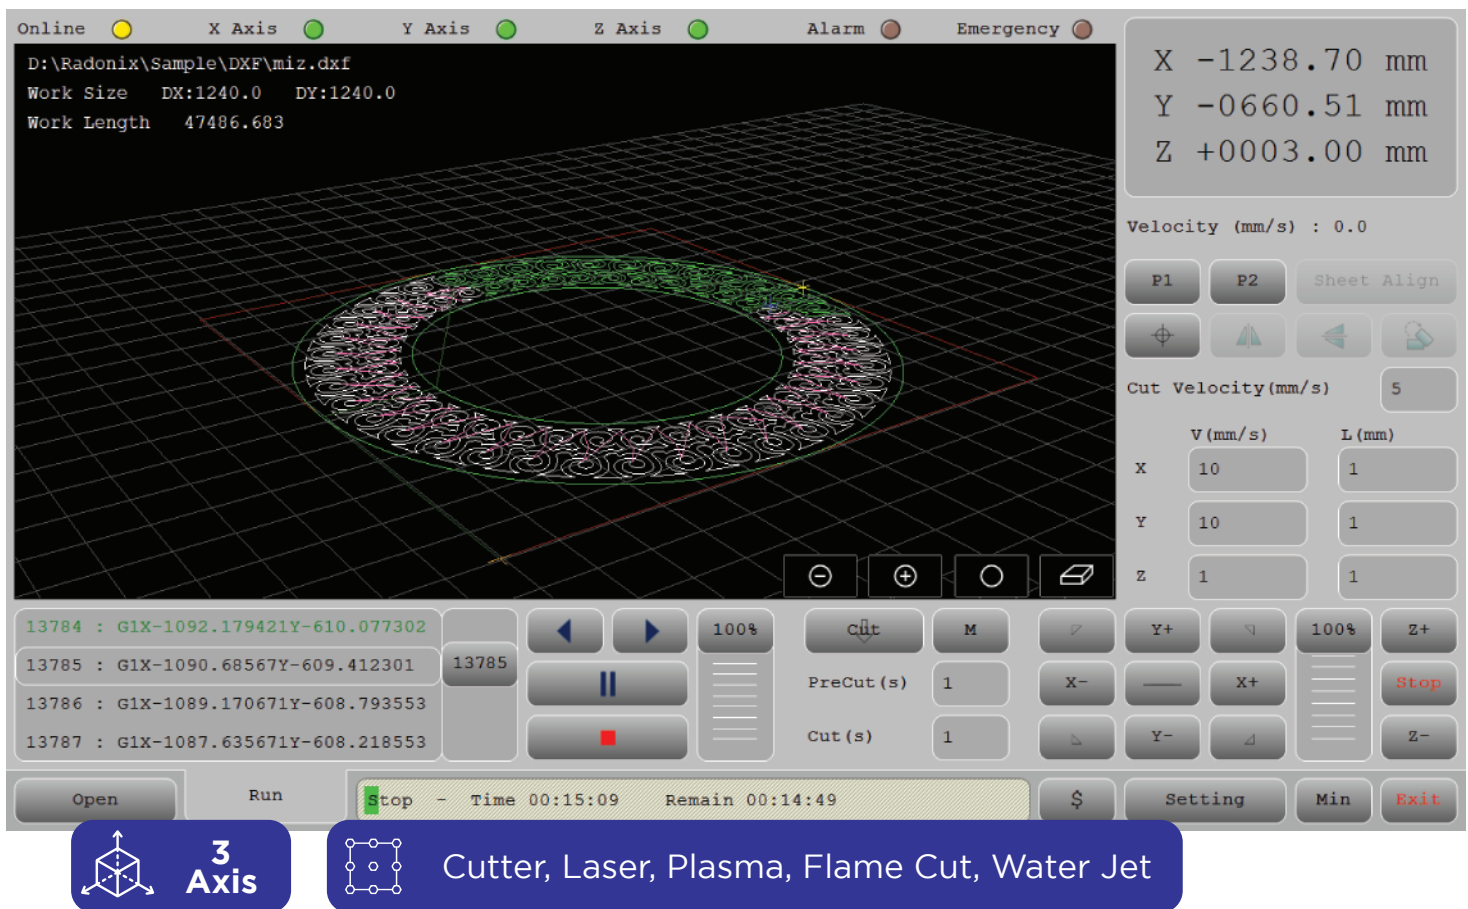 Online X Axis Y Axis Z Axis Alarm Emergency
D:\Radonix\Sample\DXF\miz.dxf
Work Size DX:1240.0 DY:1240.0
Work Length 47486.683
X -1238.70 mm
Y -0660.51 mm
Z +0003.00 mm
Velocity (mm/s) : 0.0
P1 P2 Sheet Align
Cut Velocity(mm/s) 5
V(mm/s) L(mm)
X 10 1
Y 10 1
Z 1 1
13784 : G1X-1092.179421Y-610.077302
13785 : G1X-1090.68567Y-609.412301
13786 : G1X-1089.170671Y-608.793553
13787 : G1X-1087.635671Y-608.218553
13785
100%
Cut M
PreCut(s) 1
Cut(s) 1
Y+ 100% Z+
X- X+ Stop
Y- Z-
Open Run Stop - Time 00:15:09 Remain 00:14:49 $ Setting Min Exit
3
Axis
Cutter, Laser, Plasma, Flame Cut, Water Jet